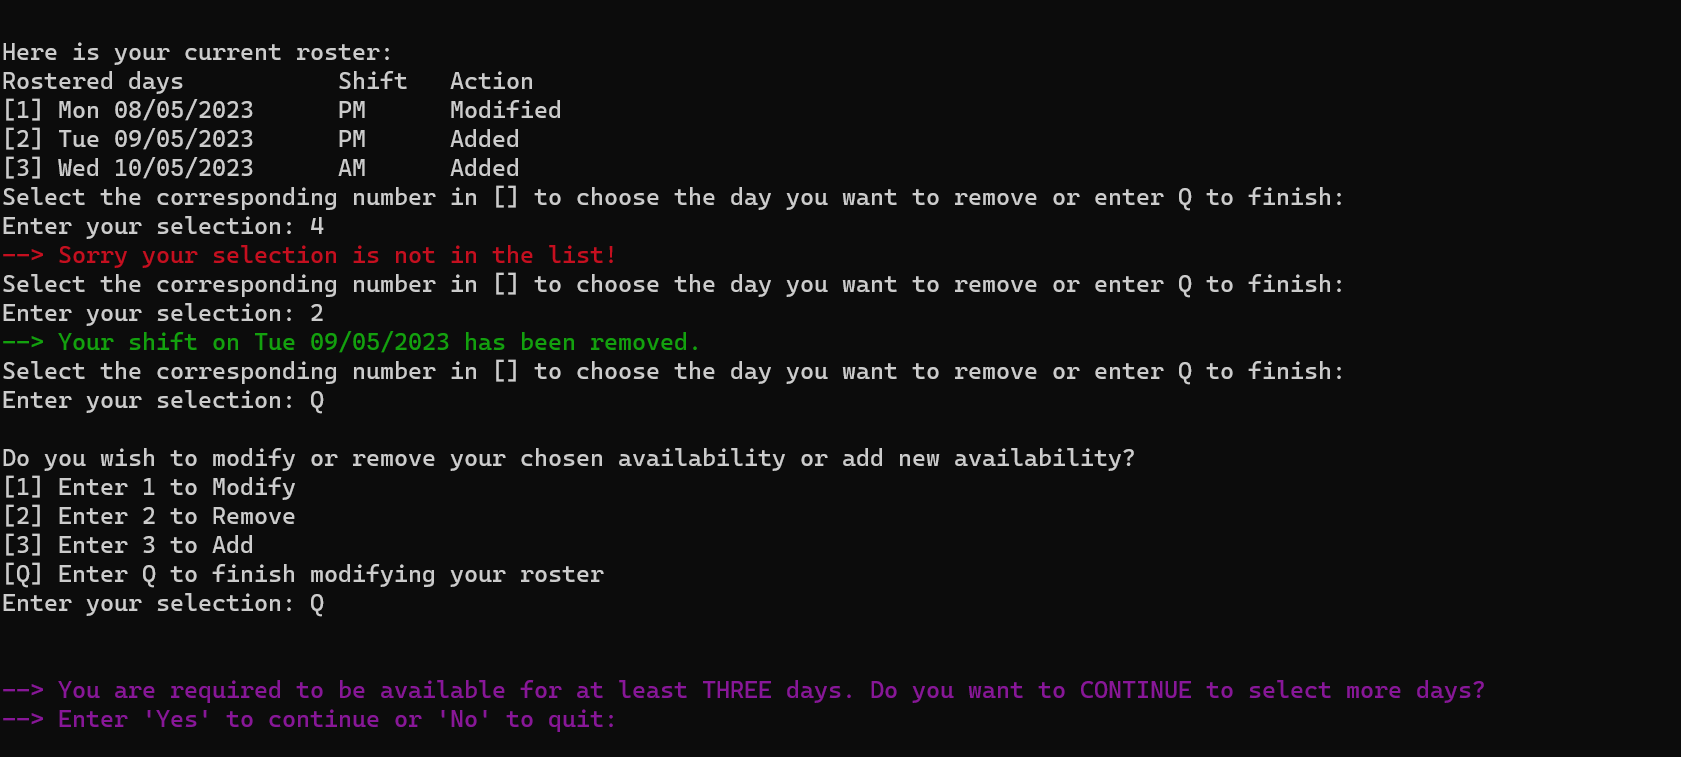 Here is your current roster:
Rostered days           Shift   Action
[1] Mon 08/05/2023      PM      Modified
[2] Tue 09/05/2023      PM      Added
[3] Wed 10/05/2023      AM      Added
Select the corresponding number in [] to choose the day you want to remove or enter Q to finish:
Enter your selection: 4
--> Sorry your selection is not in the list!
Select the corresponding number in [] to choose the day you want to remove or enter Q to finish:
Enter your selection: 2
--> Your shift on Tue 09/05/2023 has been removed.
Select the corresponding number in [] to choose the day you want to remove or enter Q to finish:
Enter your selection: Q
Do you wish to modify or remove your chosen availability or add new availability?
[1] Enter 1 to Modify
[2] Enter 2 to Remove
[3] Enter 3 to Add
[Q] Enter Q to finish modifying your roster
Enter your selection: Q
--> You are required to be available for at least THREE days. Do you want to CONTINUE to select more days?
--> Enter 'Yes' to continue or 'No' to quit: